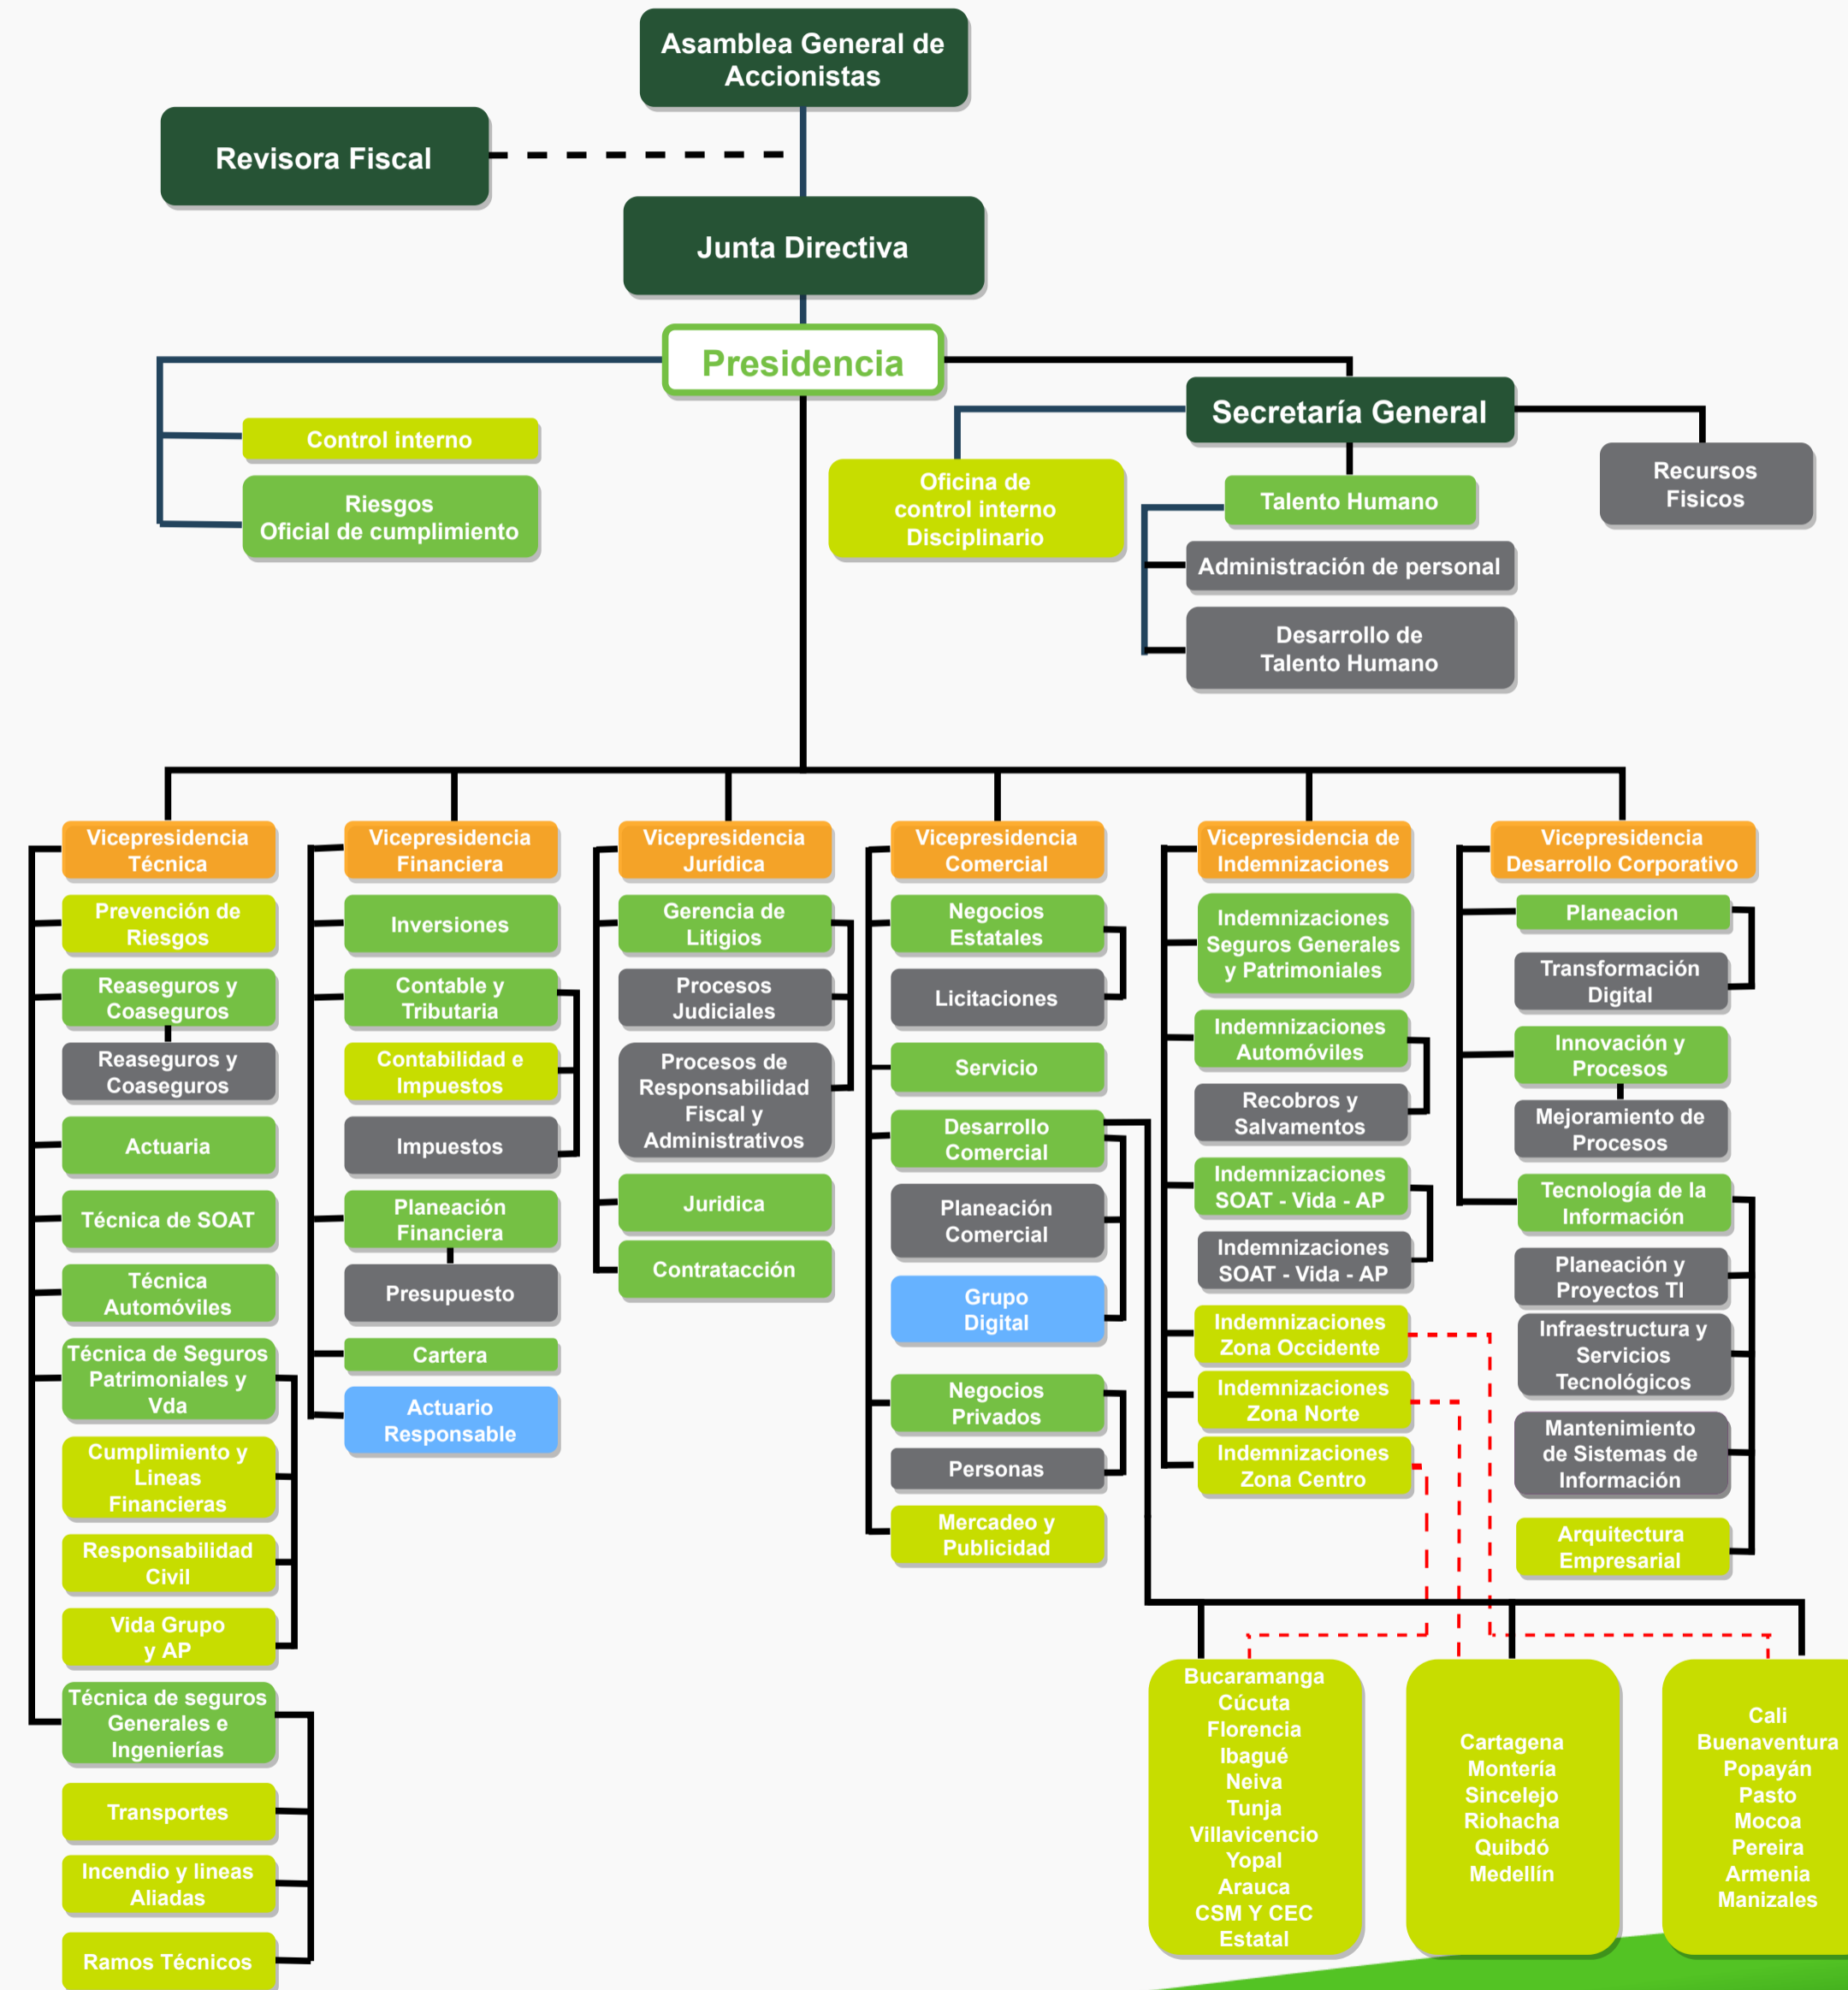 Asamblea General de
Accionistas
Revisora Fiscal
Junta Directiva
Presidencia
Secretaría General
Control interno
Riesgos
Oficial de cumplimiento
Oficina de
control interno
Disciplinario
Talento Humano
Recursos
Fisicos
Administración de personal
Desarrollo de
Talento Humano
Vicepresidencia
Técnica
Prevención de
Riesgos
Reaseguros y
Coaseguros
Reaseguros y
Coaseguros
Actuaria
Técnica de SOAT
Técnica
Automóviles
Técnica de Seguros
Patrimoniales y
Vda
Cumplimiento y
Lineas
Financieras
Responsabilidad
Civil
Vida Grupo
y AP
Técnica de seguros
Generales e
Ingenierías
Transportes
Incendio y lineas
Aliadas
Ramos Técnicos
Vicepresidencia
Financiera
Inversiones
Contable y
Tributaria
Contabilidad e
Impuestos
Impuestos
Planeación
Financiera
Presupuesto
Cartera
Actuario
Responsable
Vicepresidencia
Jurídica
Gerencia de
Litigios
Procesos
Judiciales
Procesos de
Responsabilidad
Fiscal y
Administrativos
Juridica
Contratacción
Vicepresidencia
Comercial
Negocios
Estatales
Licitaciones
Servicio
Desarrollo
Comercial
Planeación
Comercial
Grupo
Digital
Negocios
Privados
Personas
Mercadeo y
Publicidad
Vicepresidencia de
Indemnizaciones
Indemnizaciones
Seguros Generales
y Patrimoniales
Indemnizaciones
Automóviles
Recobros y
Salvamentos
Indemnizaciones
SOAT - Vida - AP
Indemnizaciones
SOAT - Vida - AP
Indemnizaciones
Zona Occidente
Indemnizaciones
Zona Norte
Indemnizaciones
Zona Centro
Vicepresidencia
Desarrollo Corporativo
Planeacion
Transformación
Digital
Innovación y
Procesos
Mejoramiento de
Procesos
Tecnología de la
Información
Planeación y
Proyectos TI
Infraestructura y
Servicios
Tecnológicos
Mantenimiento
de Sistemas de
Información
Arquitectura
Empresarial
Bucaramanga
Cúcuta
Florencia
Ibagué
Neiva
Tunja
Villavicencio
Yopal
Arauca
CSM Y CEC
Estatal
Cartagena
Montería
Sincelejo
Riohacha
Quibdó
Medellín
Cali
Buenaventura
Popayán
Pasto
Mocoa
Pereira
Armenia
Manizales